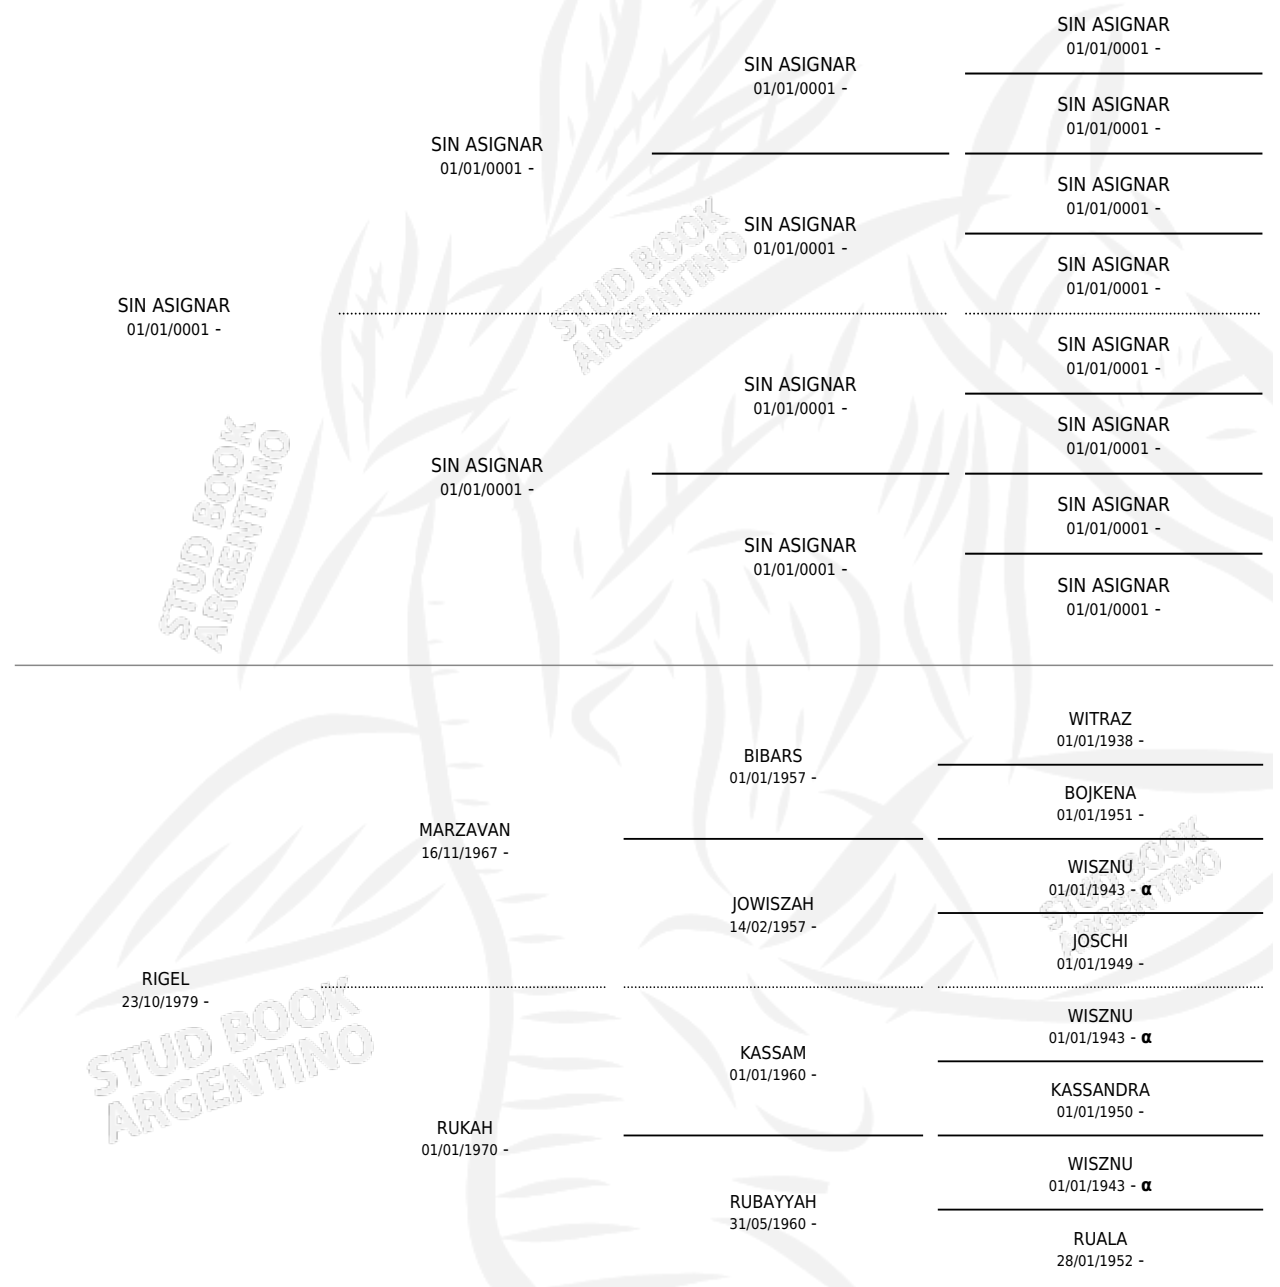 SIN ASIGNAR
01/01/0001 -
SIN ASIGNAR
01/01/0001 -
SIN ASIGNAR
01/01/0001 -
SIN ASIGNAR
01/01/0001 -
SIN ASIGNAR
01/01/0001 -
SIN ASIGNAR
01/01/0001 -
SIN ASIGNAR
01/01/0001 -
STUD BOOK
ARGENTINO
SIN ASIGNAR
01/01/0001 -
SIN ASIGNAR
01/01/0001 -
SIN ASIGNAR
01/01/0001 -
SIN ASIGNAR
01/01/0001 -
SIN ASIGNAR
01/01/0001 -
SIN ASIGNAR
01/01/0001 -
STUD BOOK
ARGENTINO
SIN ASIGNAR
01/01/0001 -
SIN ASIGNAR
01/01/0001 -
SIN ASIGNAR
01/01/0001 -
WITRAZ
01/01/1938 -
BIBARS
01/01/1957 -
BOJKENA
01/01/1951 -
MARZAVAN
16/11/1967 -
WISZNU
01/01/1943 - α
STUD BOOK
ARGENTINO
JOWISZAH
14/02/1957 -
JOSCHI
01/01/1949 -
RIGEL
23/10/1979 -
STUD BOOK
ARGENTINO
WISZNU
01/01/1943 - α
KASSAM
01/01/1960 -
KASSANDRA
01/01/1950 -
RUKAH
01/01/1970 -
WISZNU
01/01/1943 - α
RUBAYYAH
31/05/1960 -
RUALA
28/01/1952 -